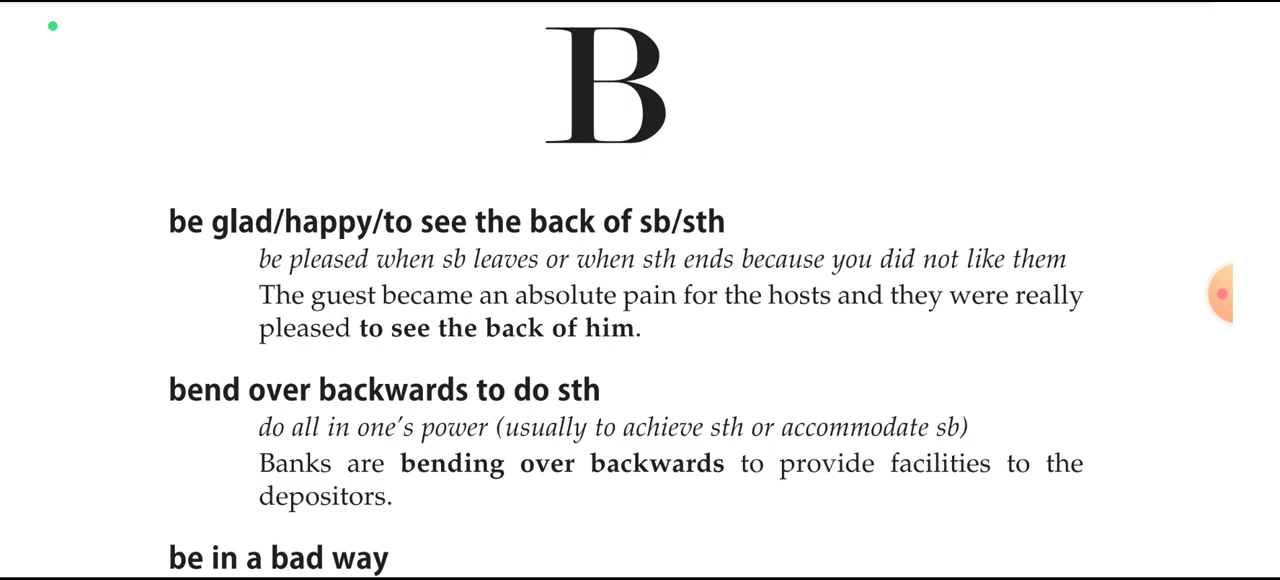 B
be glad/happy/to see the back of sb/sth
be pleased when sb leaves or when sth ends because you did not like them
The guest became an absolute pain for the hosts and they were really
pleased to see the back of him.
bend over backwards to do sth
do all in one’s power (usually to achieve sth or accommodate sb)
Banks are bending over backwards to provide facilities to the
depositors.
be in a bad way